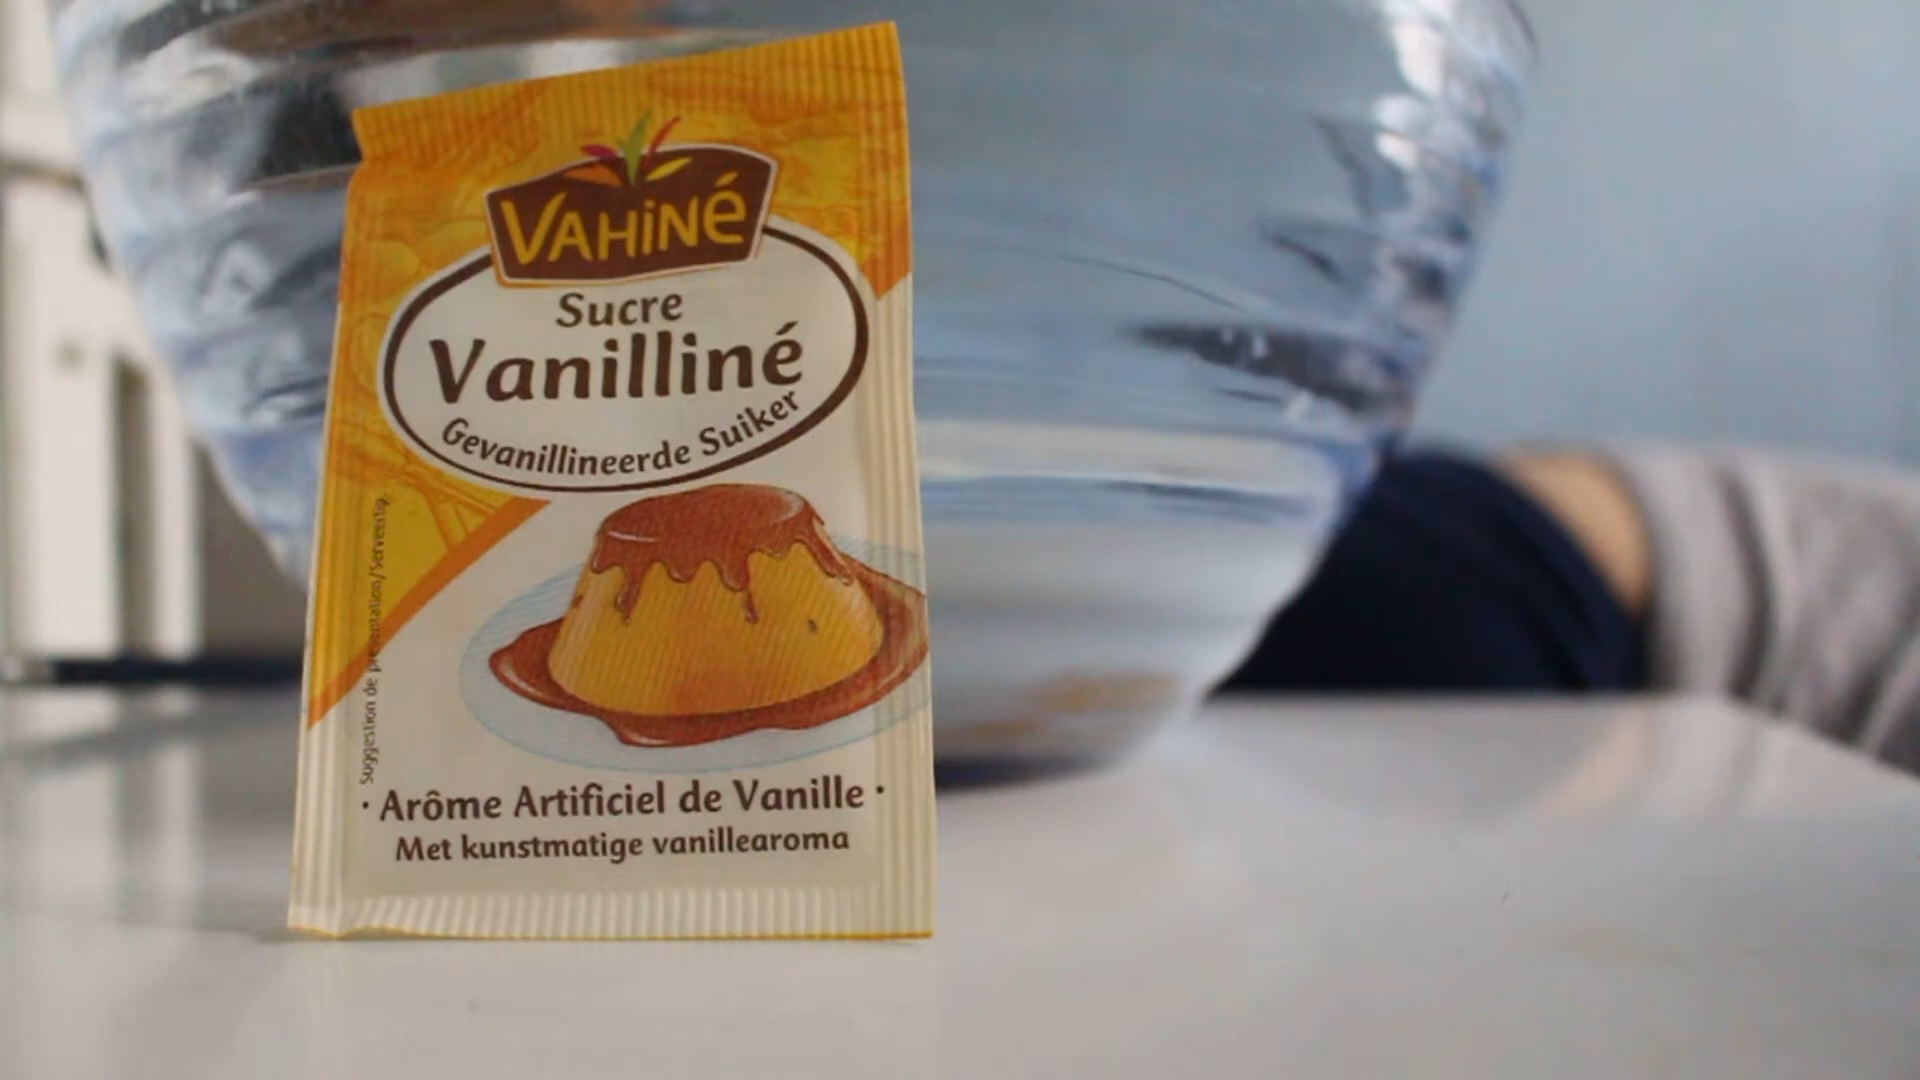 VAHiNé
Sucre
Vanilliné
Gevanillineerde Suiker
Suggestion de présentation/Serveertip.
· Arôme Artificiel de Vanille ·
Met kunstmatige vanillearoma